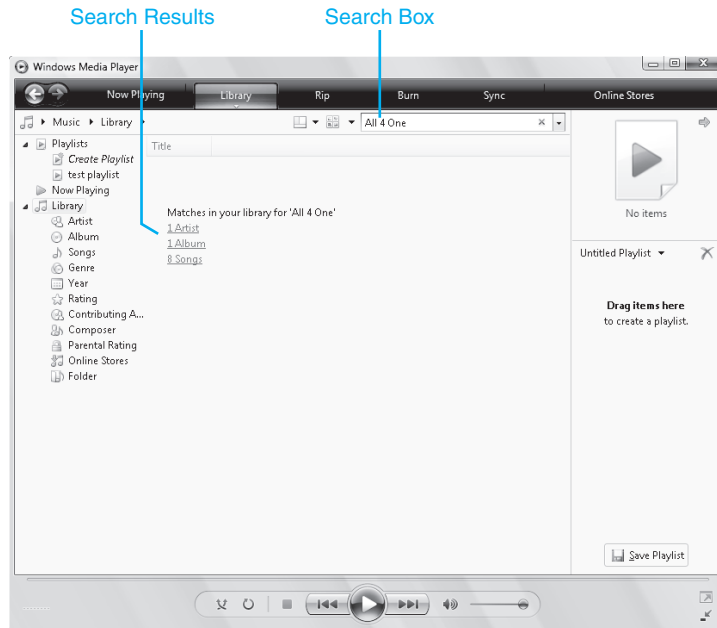 Search Results
Search Box
Windows Media Player
Now Playing
Library
Rip
Burn
Sync
Online Stores
Music
Library
All 4 One
Playlists
Create Playlist
test playlist
Now Playing
Library
Artist
Album
Songs
Genre
Year
Rating
Contributing A...
Composer
Parental Rating
Online Stores
Folder
Title
Matches in your library for 'All 4 One'
1 Artist
1 Album
8 Songs
No items
Untitled Playlist
Drag items here
to create a playlist.
Save Playlist